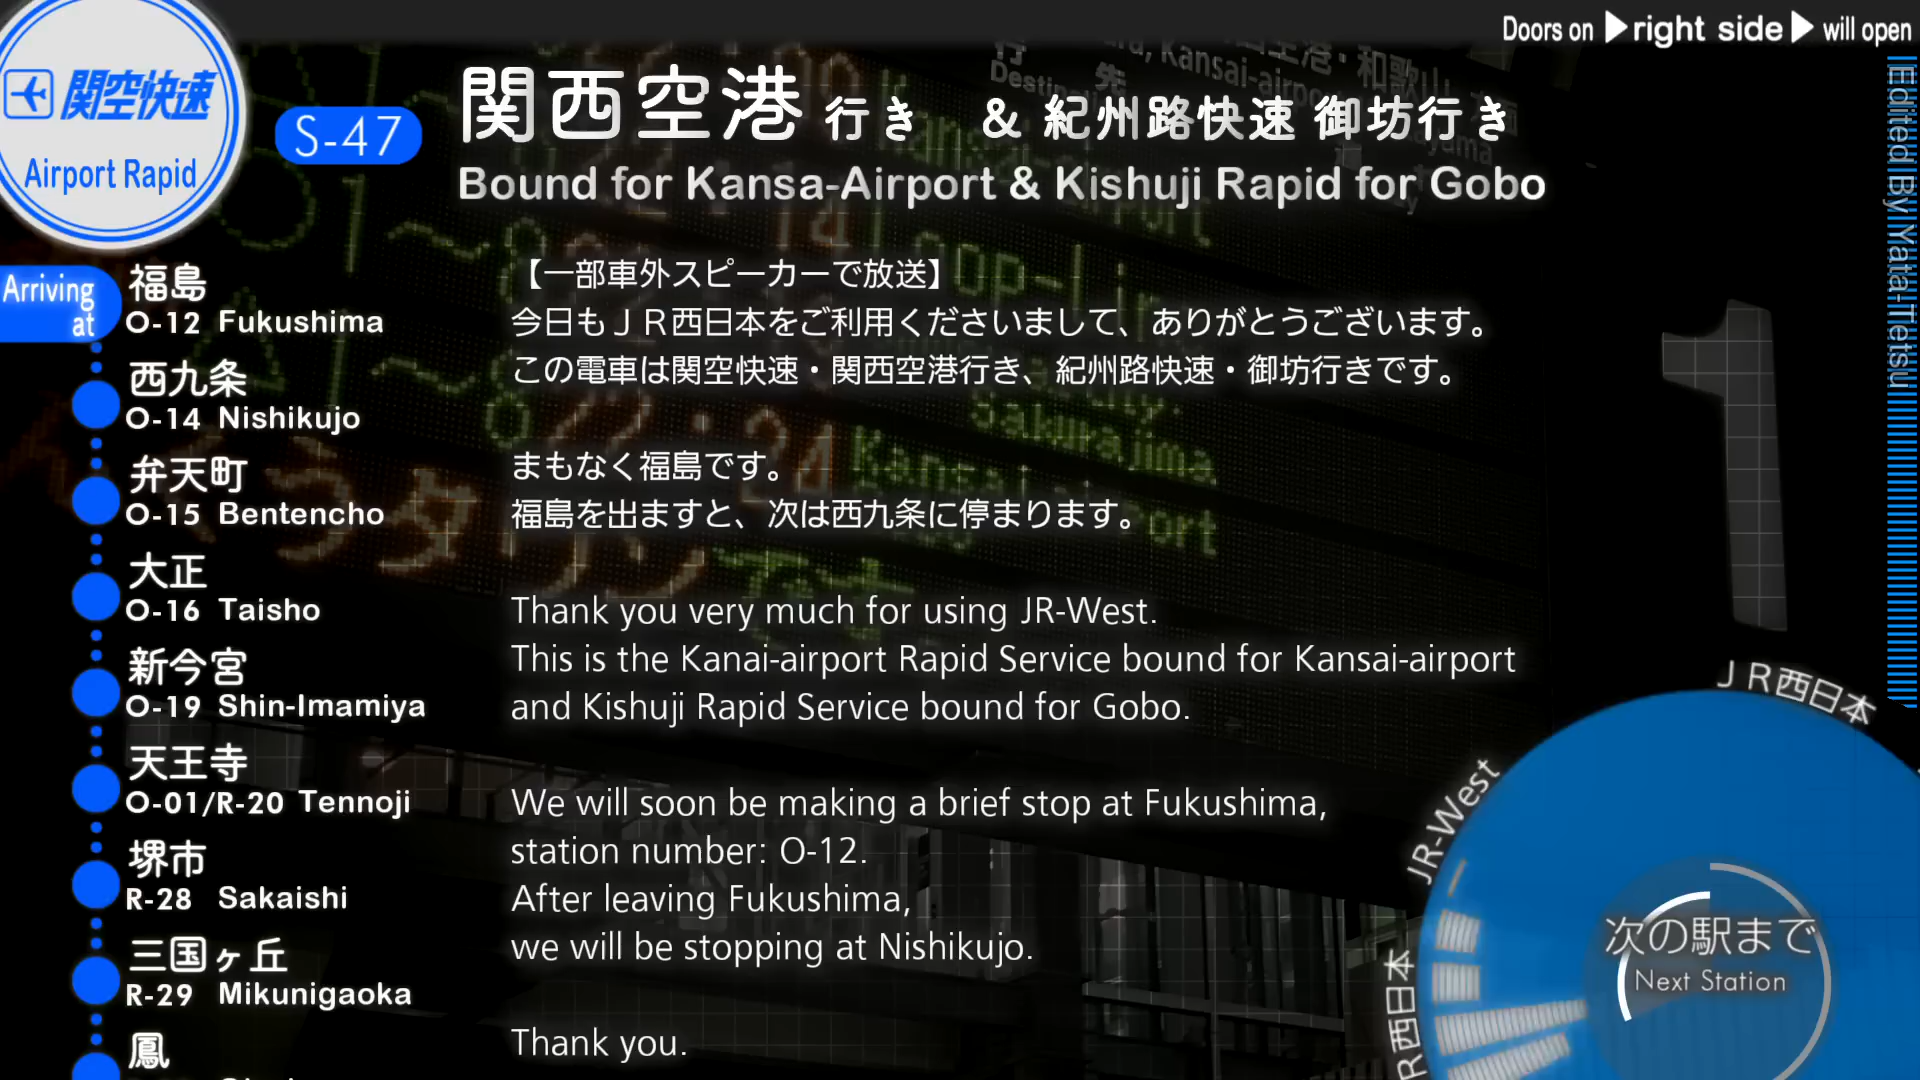 Doors on ▶right side▶ will open
関空快速
Airport Rapid
S-47
関西空港 行き & 紀州路快速 御坊行き
Bound for Kansa-Airport & Kishuji Rapid for Gobo
Edited By Yata-Tetsu
Arriving at
福島
O-12 Fukushima
西九条
O-14 Nishikujo
弁天町
O-15 Bentencho
大正
O-16 Taisho
新今宮
O-19 Shin-Imamiya
天王寺
O-01/R-20 Tennoji
堺市
R-28 Sakaishi
三国ヶ丘
R-29 Mikunigaoka
鳳
【一部車外スピーカーで放送】
今日もJR西日本をご利用くださいまして、ありがとうございます。
この電車は関空快速・関西空港行き、紀州路快速・御坊行きです。
まもなく福島です。
福島を出ますと、次は西九条に停まります。
Thank you very much for using JR-West.
This is the Kanai-airport Rapid Service bound for Kansai-airport
and Kishuji Rapid Service bound for Gobo.
We will soon be making a brief stop at Fukushima,
station number: O-12.
After leaving Fukushima,
we will be stopping at Nishikujo.
Thank you.
1
JR西日本
JR-West
R西日本
次の駅まで
Next Station